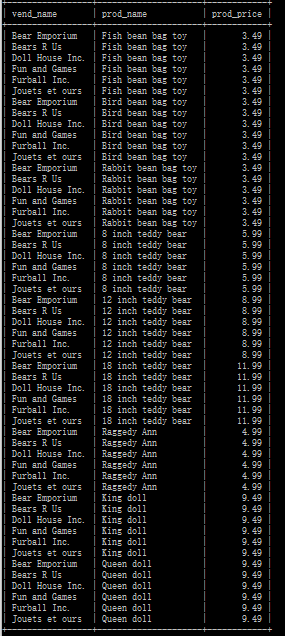 vend_name | prod_name | prod_price |
Bear Emporium | Fish bean bag toy | 3.49 |
Bears R Us | Fish bean bag toy | 3.49 |
Doll House Inc. | Fish bean bag toy | 3.49 |
Fun and Games | Fish bean bag toy | 3.49 |
Furball Inc. | Fish bean bag toy | 3.49 |
Jouets et ours | Fish bean bag toy | 3.49 |
Bear Emporium | Bird bean bag toy | 3.49 |
Bears R Us | Bird bean bag toy | 3.49 |
Doll House Inc. | Bird bean bag toy | 3.49 |
Fun and Games | Bird bean bag toy | 3.49 |
Furball Inc. | Bird bean bag toy | 3.49 |
Jouets et ours | Bird bean bag toy | 3.49 |
Bear Emporium | Rabbit bean bag toy | 3.49 |
Bears R Us | Rabbit bean bag toy | 3.49 |
Doll House Inc. | Rabbit bean bag toy | 3.49 |
Fun and Games | Rabbit bean bag toy | 3.49 |
Furball Inc. | Rabbit bean bag toy | 3.49 |
Jouets et ours | Rabbit bean bag toy | 3.49 |
Bear Emporium | 8 inch teddy bear | 5.99 |
Bears R Us | 8 inch teddy bear | 5.99 |
Doll House Inc. | 8 inch teddy bear | 5.99 |
Fun and Games | 8 inch teddy bear | 5.99 |
Furball Inc. | 8 inch teddy bear | 5.99 |
Jouets et ours | 8 inch teddy bear | 5.99 |
Bear Emporium | 12 inch teddy bear | 8.99 |
Bears R Us | 12 inch teddy bear | 8.99 |
Doll House Inc. | 12 inch teddy bear | 8.99 |
Fun and Games | 12 inch teddy bear | 8.99 |
Furball Inc. | 12 inch teddy bear | 8.99 |
Jouets et ours | 12 inch teddy bear | 8.99 |
Bear Emporium | 18 inch teddy bear | 11.99 |
Bears R Us | 18 inch teddy bear | 11.99 |
Doll House Inc. | 18 inch teddy bear | 11.99 |
Fun and Games | 18 inch teddy bear | 11.99 |
Furball Inc. | 18 inch teddy bear | 11.99 |
Jouets et ours | 18 inch teddy bear | 11.99 |
Bear Emporium | Raggedy Ann | 4.99 |
Bears R Us | Raggedy Ann | 4.99 |
Doll House Inc. | Raggedy Ann | 4.99 |
Fun and Games | Raggedy Ann | 4.99 |
Furball Inc. | Raggedy Ann | 4.99 |
Jouets et ours | Raggedy Ann | 4.99 |
Bear Emporium | King doll | 9.49 |
Bears R Us | King doll | 9.49 |
Doll House Inc. | King doll | 9.49 |
Fun and Games | King doll | 9.49 |
Furball Inc. | King doll | 9.49 |
Jouets et ours | King doll | 9.49 |
Bear Emporium | Queen doll | 9.49 |
Bears R Us | Queen doll | 9.49 |
Doll House Inc. | Queen doll | 9.49 |
Fun and Games | Queen doll | 9.49 |
Furball Inc. | Queen doll | 9.49 |
Jouets et ours | Queen doll | 9.49 |